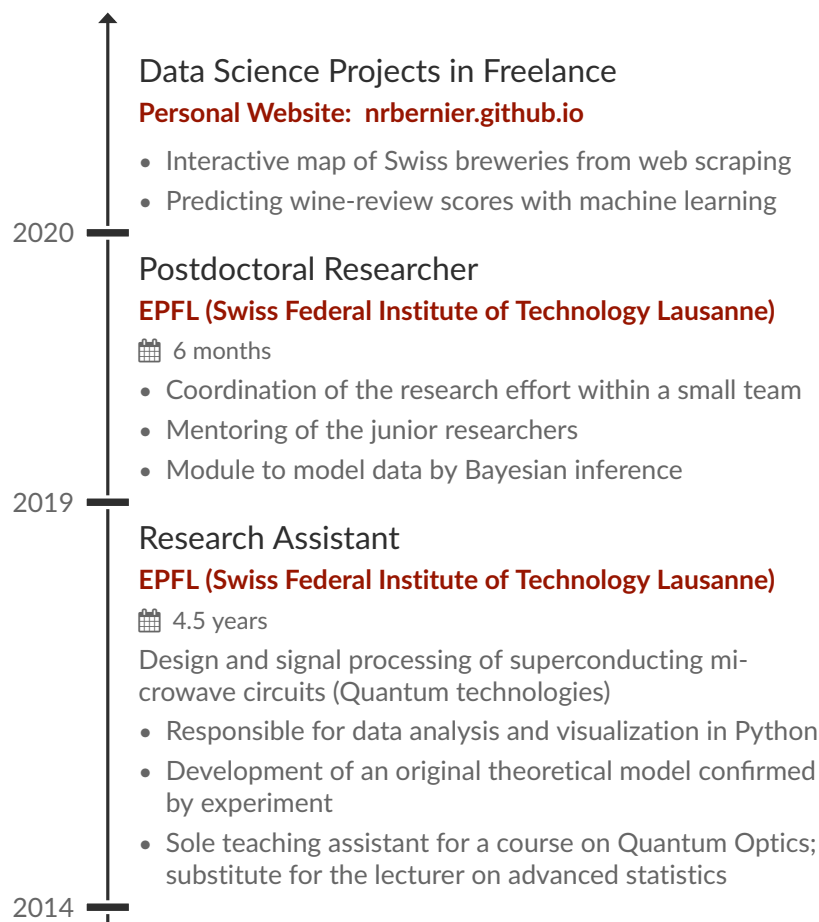 Data Science Projects in Freelance
Personal Website: nrbernier.github.io
• Interactive map of Swiss breweries from web scraping
• Predicting wine-review scores with machine learning
2020
Postdoctoral Researcher
EPFL (Swiss Federal Institute of Technology Lausanne)
6 months
• Coordination of the research effort within a small team
• Mentoring of the junior researchers
• Module to model data by Bayesian inference
2019
Research Assistant
EPFL (Swiss Federal Institute of Technology Lausanne)
4.5 years
Design and signal processing of superconducting mi-
crowave circuits (Quantum technologies)
• Responsible for data analysis and visualization in Python
• Development of an original theoretical model confirmed
by experiment
• Sole teaching assistant for a course on Quantum Optics;
substitute for the lecturer on advanced statistics
2014